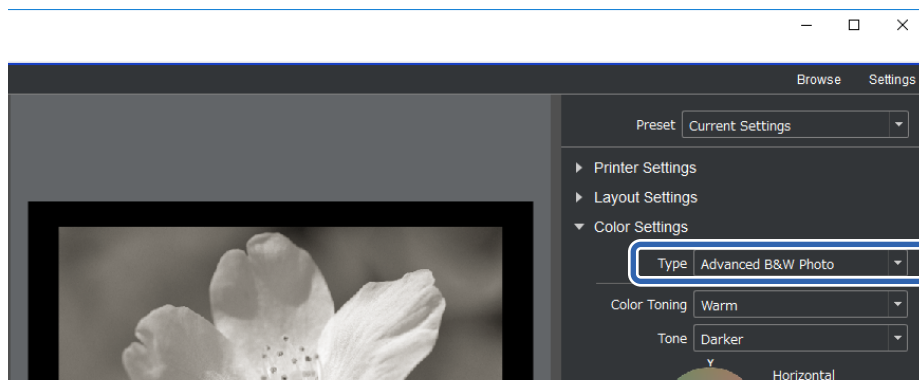 Browse Settings
Preset Current Settings
Printer Settings
Layout Settings
Color Settings
Type Advanced B&W Photo
Color Toning Warm
Tone Darker
Y
Horizontal